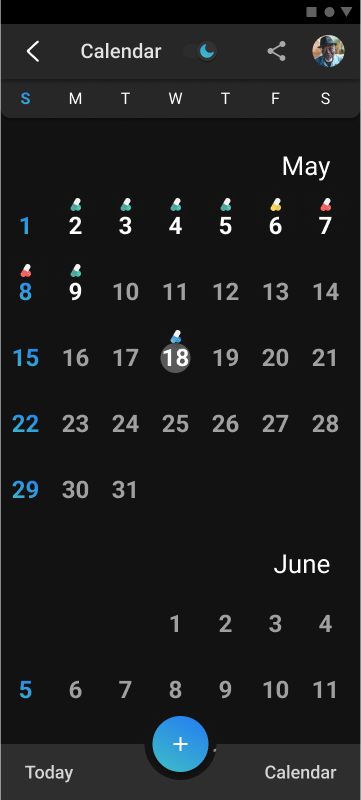 Calendar
S M T W T F S
May
1 2 3 4 5 6 7
8 9 10 11 12 13 14
15 16 17 18 19 20 21
22 23 24 25 26 27 28
29 30 31
June
1 2 3 4
5 6 7 8 9 10 11
+
Today Calendar